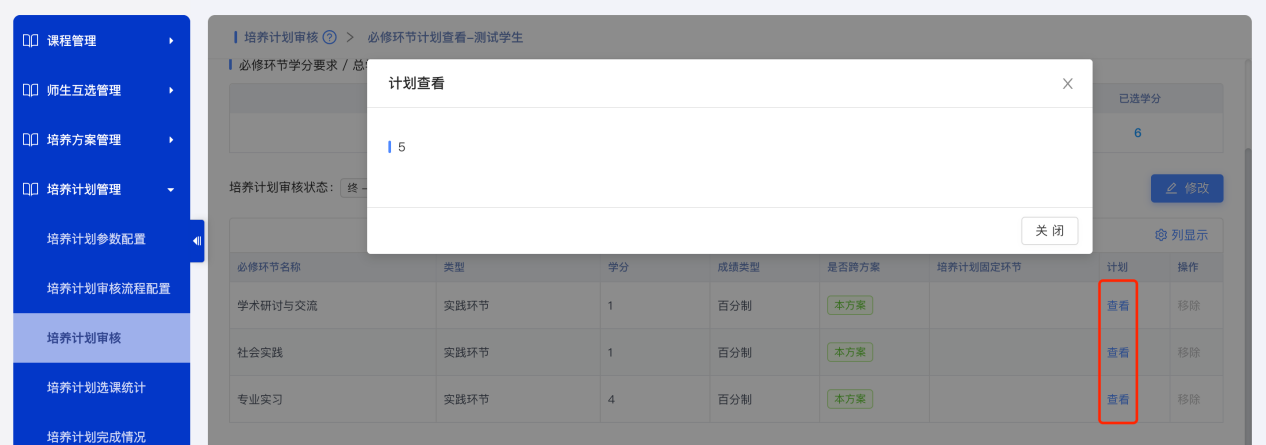 课程管理
师生互选管理
培养方案管理
培养计划管理
培养计划参数配置
培养计划审核流程配置
培养计划审核
培养计划选课统计
培养计划完成情况
培养计划审核 ? > 必修环节计划查看-测试学生
必修环节学分要求 / 总
已选学分
6
计划查看
5
关 闭
培养计划审核状态: 终 -
修改
列显示
必修环节名称 类型 学分 成绩类型 是否跨方案 培养计划固定环节 计划 操作
学术研讨与交流 实践环节 1 百分制 本方案 查看 移除
社会实践 实践环节 1 百分制 本方案 查看 移除
专业实习 实践环节 4 百分制 本方案 查看 移除